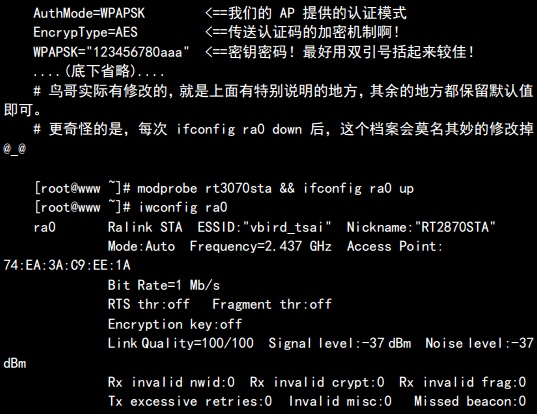 AuthMode=WPAPSK <==我们的 AP 提供的认证模式
EncrypType=AES <==传送认证码的加密机制啊!
WPAPSK="123456780aaa" <==密钥密码! 最好用双引号括起来较佳!
....(底下省略)....
# 鸟哥实际有修改的, 就是上面有特别说明的地方, 其余的地方都保留默认值
即可。
# 更奇怪的是, 每次 ifconfig ra0 down 后, 这个档案会莫名其妙的修改掉
@_@
[root@www ~]# modprobe rt3070sta && ifconfig ra0 up
[root@www ~]# iwconfig ra0
ra0 Ralink STA ESSID:"vbird_tsai" Nickname:"RT2870STA"
Mode:Auto Frequency=2.437 GHz Access Point:
74:EA:3A:C9:EE:1A
Bit Rate=1 Mb/s
RTS thr:off Fragment thr:off
Encryption key:off
Link Quality=100/100 Signal level:-37 dBm Noise level:-37
dBm
Rx invalid nwid:0 Rx invalid crypt:0 Rx invalid frag:0
Tx excessive retries:0 Invalid misc:0 Missed beacon:0